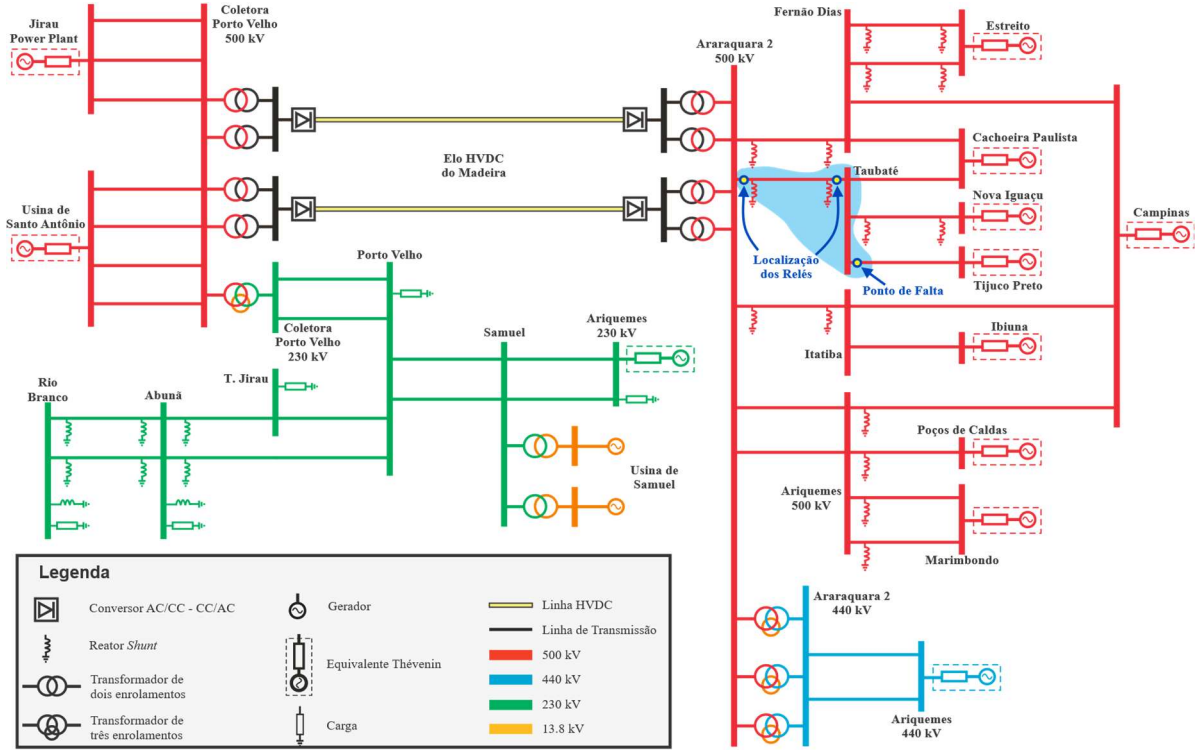 Jirau
Power Plant
Coletora
Porto Velho
500 kV
Usina de
Santo Antônio
Elo HVDC
do Madeira
Araraquara 2
500 kV
Fernão Dias
Estreito
Cachoeira Paulista
Taubaté
Nova Iguaçu
Campinas
Localização
dos Relés
Ponto de Falta
Tijuco Preto
Porto Velho
Coletora
Porto Velho
230 kV
Samuel
Ariquemes
230 kV
Itatiba
Ibiuna
T. Jirau
Rio
Branco
Abunã
Usina de
Samuel
Poços de Caldas
Ariquemes
500 kV
Marimbondo
Araraquara 2
440 kV
Ariquemes
440 kV
Legenda
Conversor AC/CC - CC/AC
Reator Shunt
Transformador de
dois enrolamentos
Transformador de
três enrolamentos
Gerador
Equivalente Thévenin
Carga
Linha HVDC
Linha de Transmissão
500 kV
440 kV
230 kV
13.8 kV